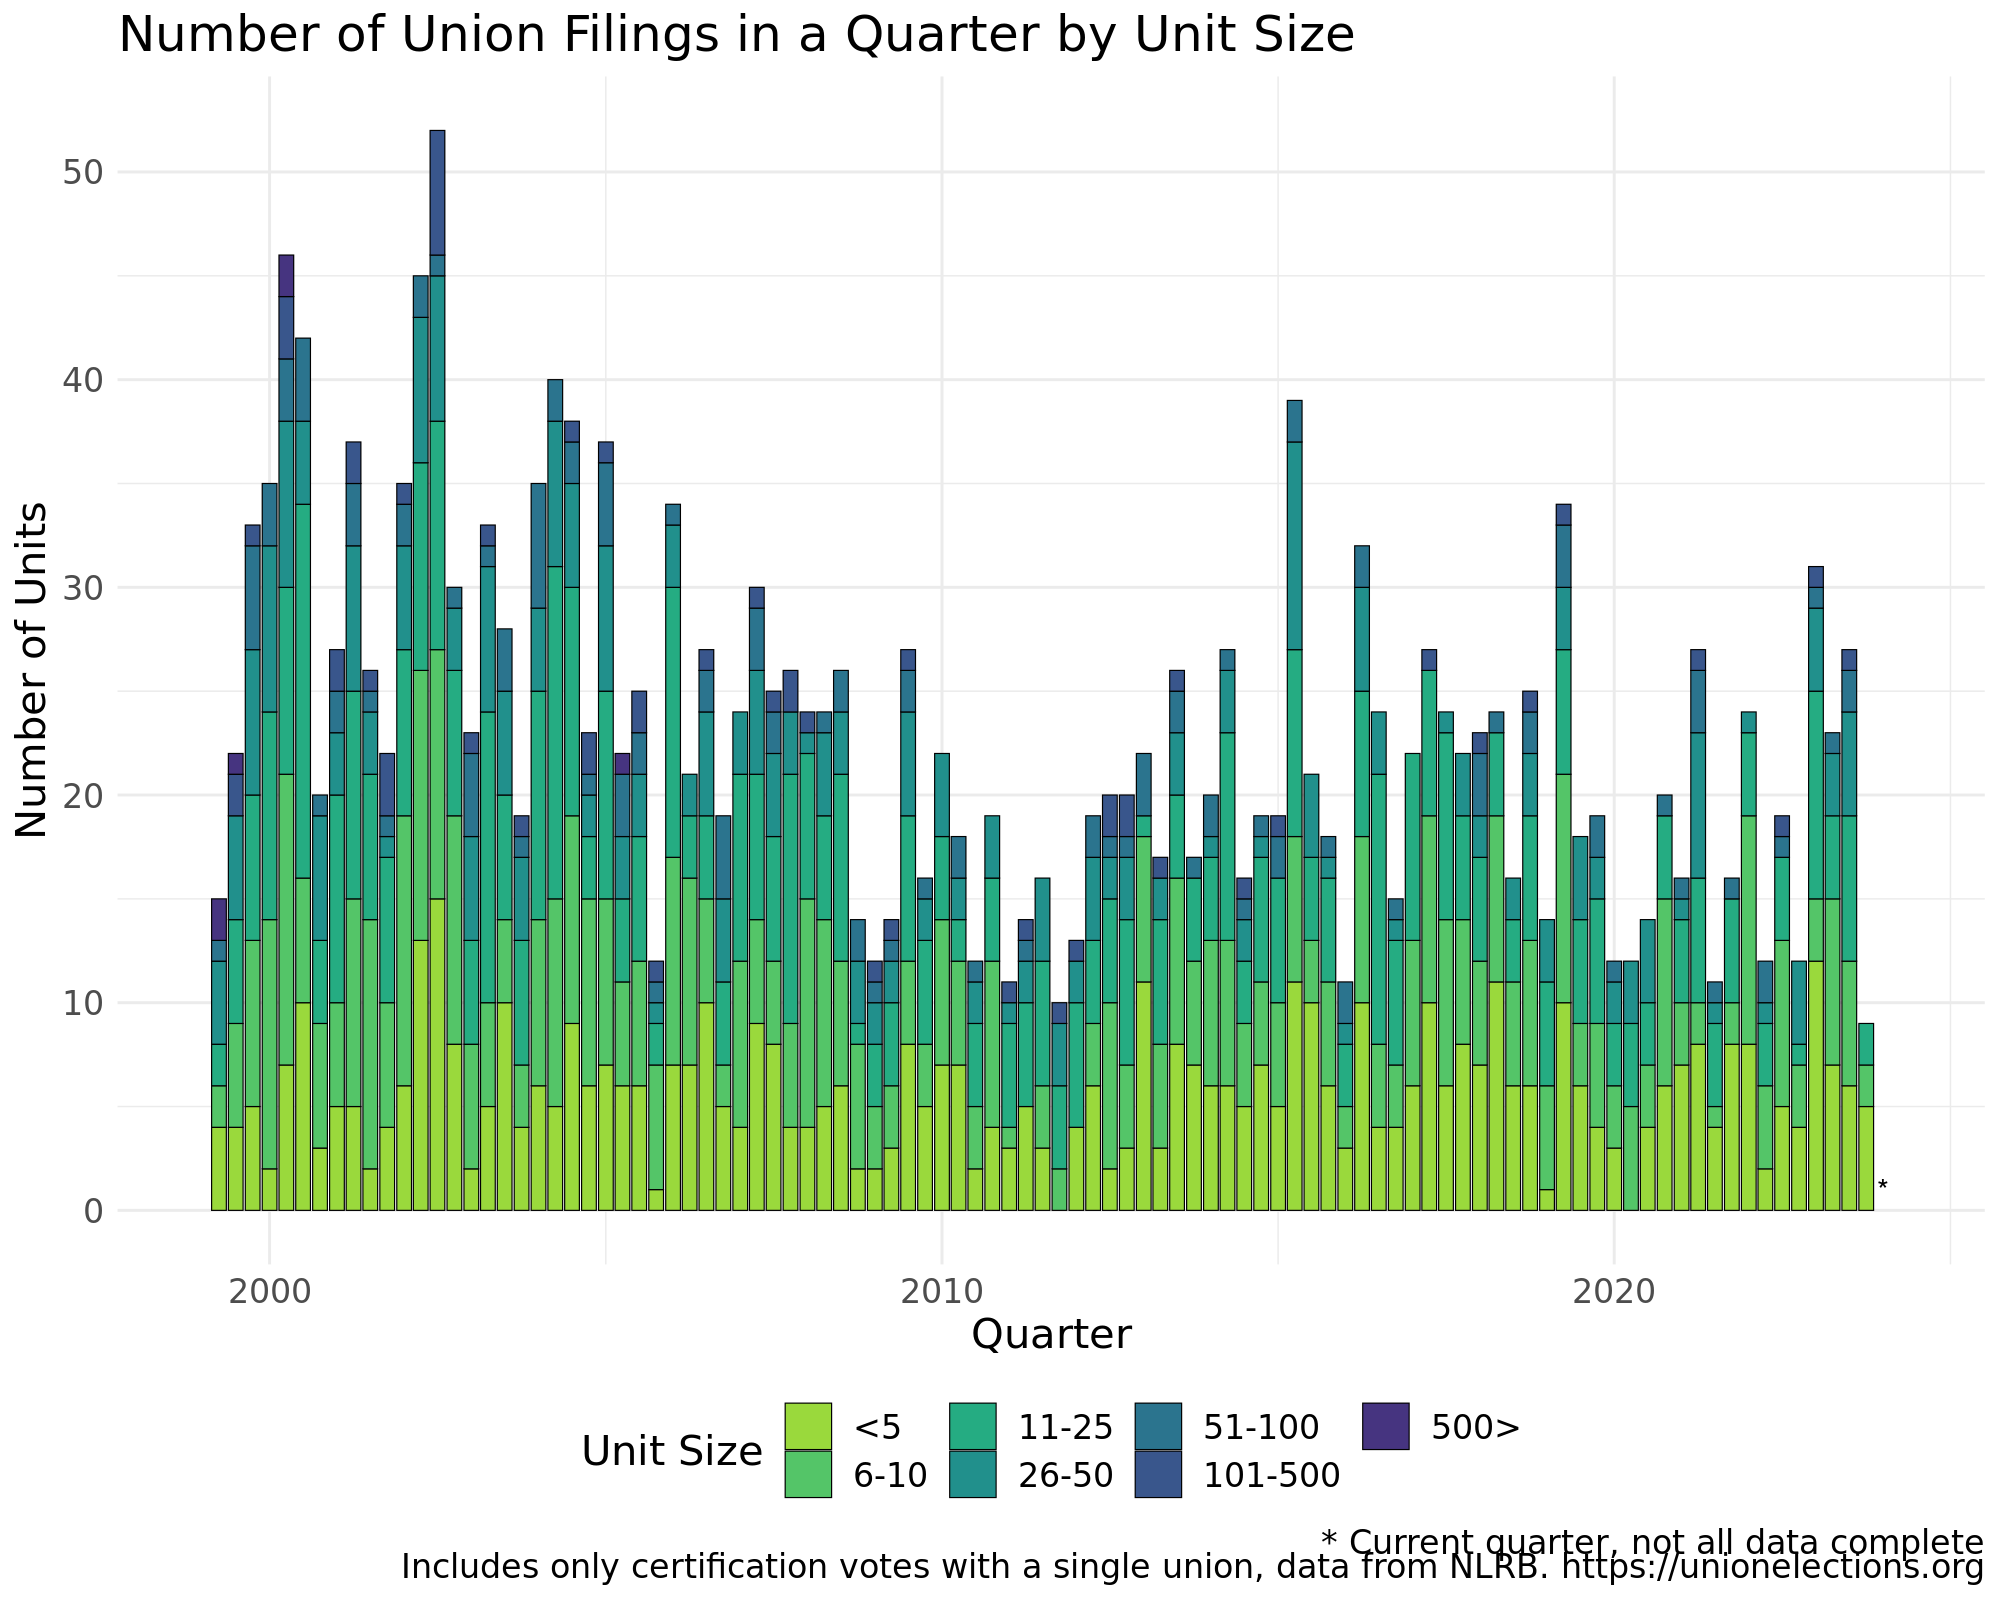 Number of Union Filings in a Quarter by Unit Size
Number of Units
50
40
30
20
10
0
*
2000
2010
2020
Quarter
Unit Size
<5
11-25
51-100
500>
6-10
26-50
101-500
* Current quarter, not all data complete
Includes only certification votes with a single union, data from NLRB. https://unionelections.org